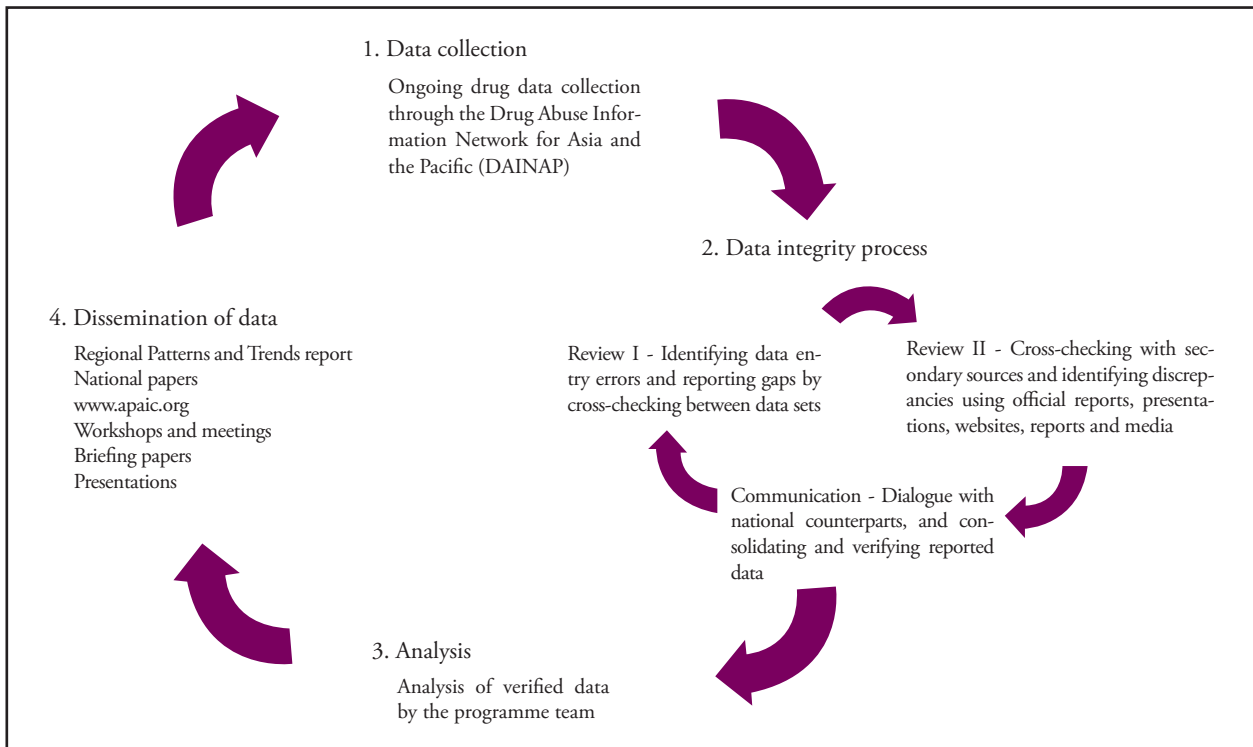 1. Data collection
Ongoing drug data collection
through the Drug Abuse Infor-
mation Network for Asia and
the Pacific (DAINAP)
2. Data integrity process
Review I - Identifying data en-
try errors and reporting gaps by
cross-checking between data sets
Review II - Cross-checking with sec-
ondary sources and identifying discrep-
ancies using official reports, presenta-
tions, websites, reports and media
Communication - Dialogue with
national counterparts, and con-
solidating and verifying reported
data
3. Analysis
Analysis of verified data
by the programme team
4. Dissemination of data
Regional Patterns and Trends report
National papers
www.apaic.org
Workshops and meetings
Briefing papers
Presentations